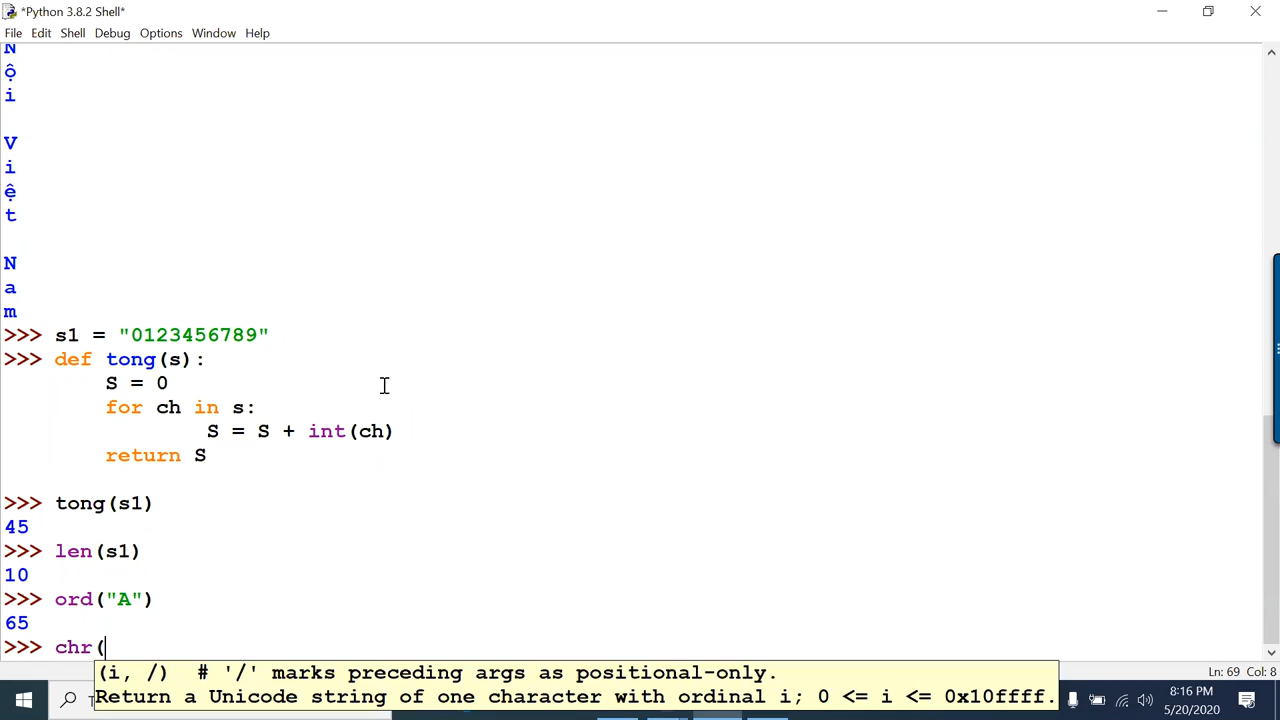 *Python 3.8.2 Shell*
File Edit Shell Debug Options Window Help
N
ộ
i
V
i
ệ
t
N
a
m
>>> s1 = "0123456789"
>>> def tong(s):
S = 0
for ch in s:
S = S + int(ch)
return S
>>> tong(s1)
45
>>> len(s1)
10
>>> ord("A")
65
>>> chr(
(i, /)  # '/' marks preceding args as positional-only.
Return a Unicode string of one character with ordinal i; 0 <= i <= 0x10ffff.
Ln: 69 Col: 8
8:16 PM
5/20/2020